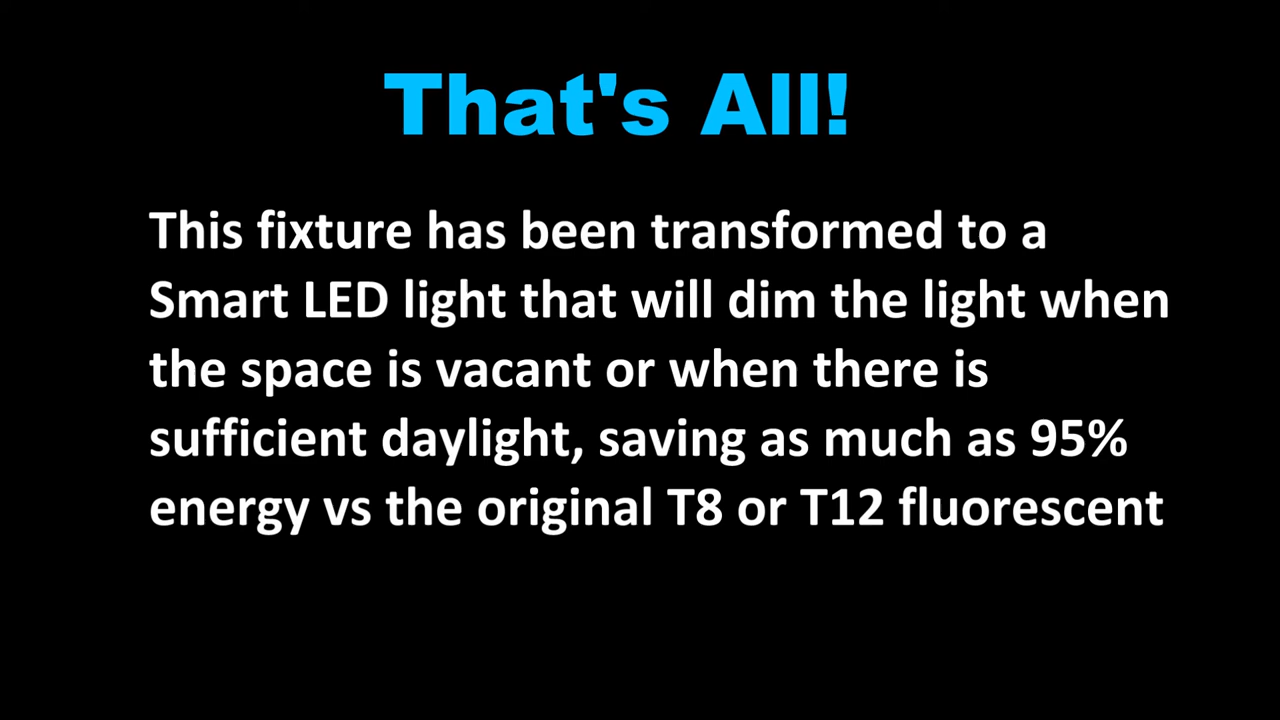 That's All!
This fixture has been transformed to a
Smart LED light that will dim the light when
the space is vacant or when there is
sufficient daylight, saving as much as 95%
energy vs the original T8 or T12 fluorescent